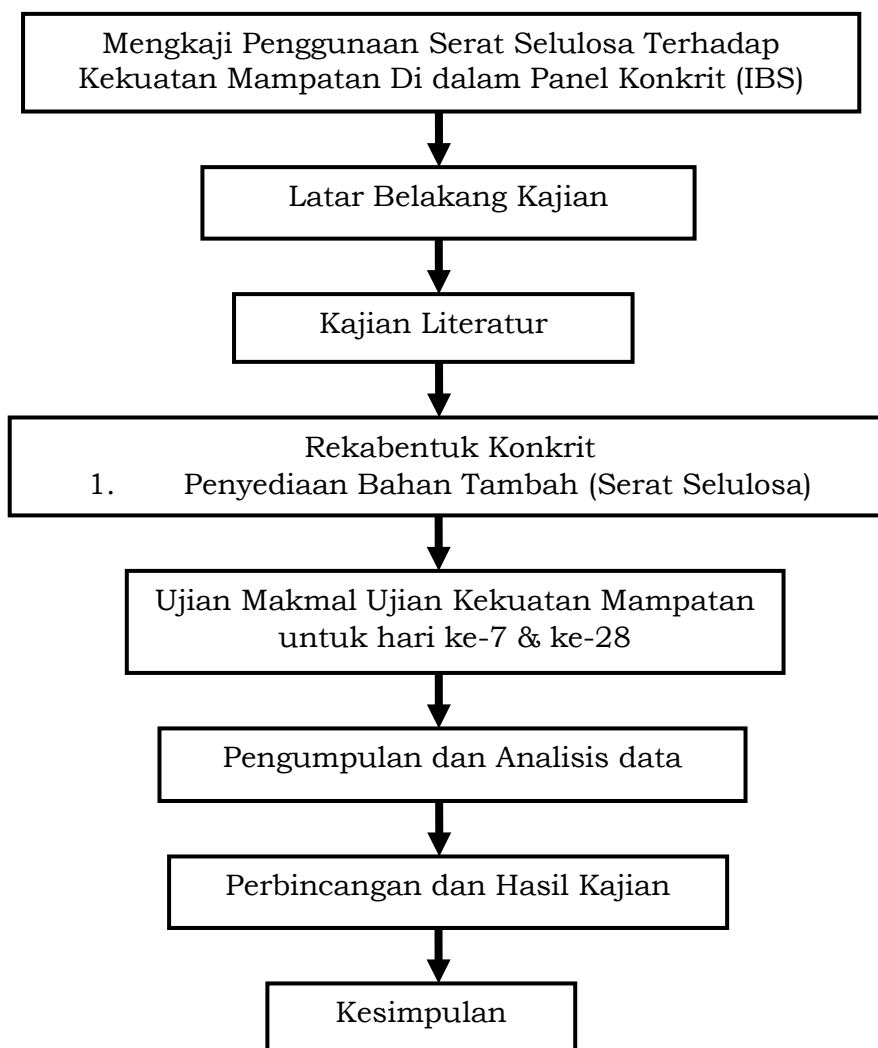 Mengkaji Penggunaan Serat Selulosa Terhadap
Kekuatan Mampatan Di dalam Panel Konkrit (IBS)
Latar Belakang Kajian
Kajian Literatur
Rekabentuk Konkrit
1. Penyediaan Bahan Tambah (Serat Selulosa)
Ujian Makmal Ujian Kekuatan Mampatan
untuk hari ke-7 & ke-28
Pengumpulan dan Analisis data
Perbincangan dan Hasil Kajian
Kesimpulan